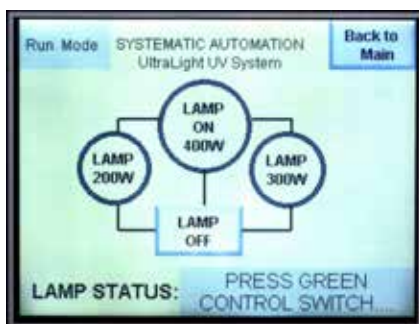 Run Mode
SYSTEMATIC AUTOMATION
UltraLight UV System
Back to
Main
LAMP
ON
400W
LAMP
200W
LAMP
300W
LAMP
OFF
LAMP STATUS:
PRESS GREEN
CONTROL SWITCH....